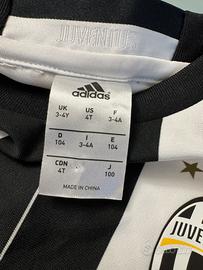 JUVENTUS
adidas
UK US F
3-4Y 4T 3-4A
D I E
104 3-4A 104
CDN J
4T 100
MADE IN CHINA
JUVE